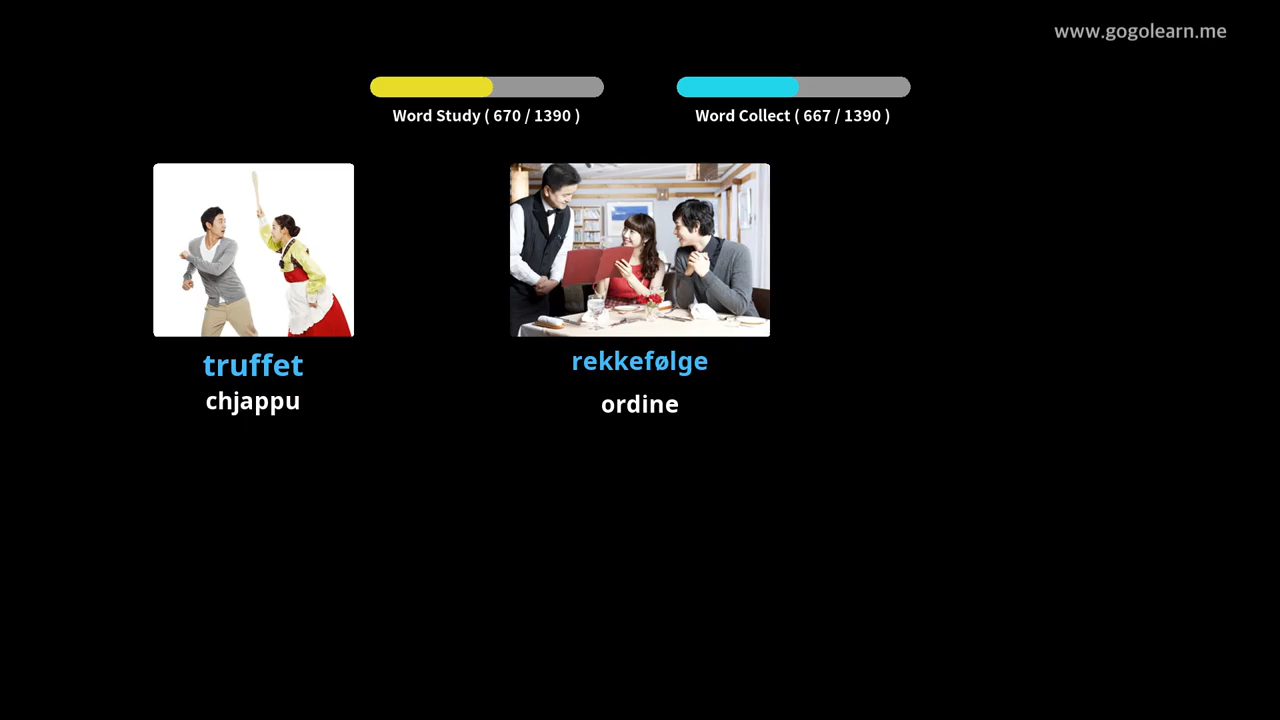 www.gogolearn.me
Word Study ( 670 / 1390 )
Word Collect ( 667 / 1390 )
truffet
chjappu
rekkefølge
ordine